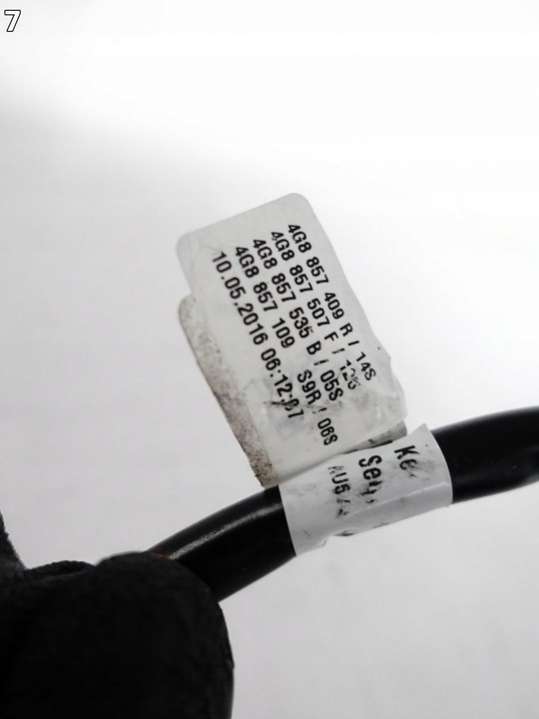 7
4G8 857 409 R / 14S
4G8 857 507 F / 12S
4G8 857 535 B / 05S
4G8 857 109 S9R / 06S
10.05.2016 06:12:07